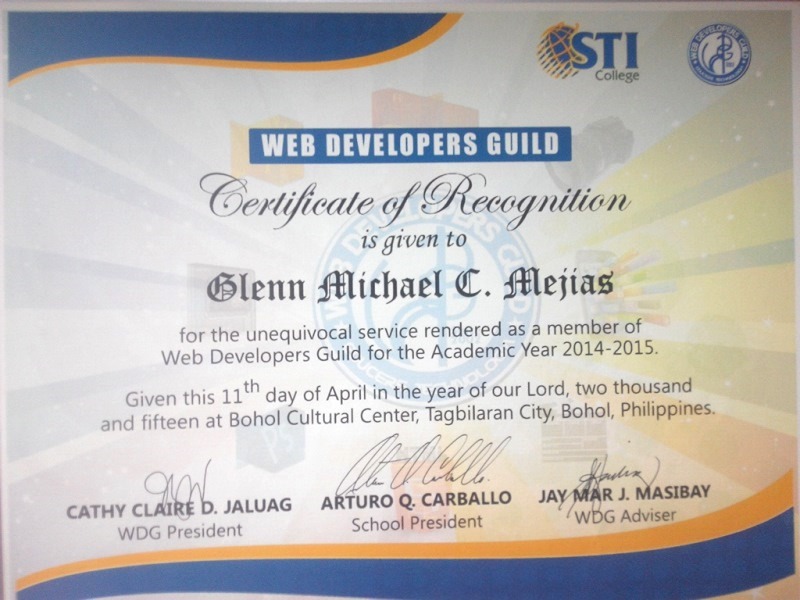 STI
College
WEB DEVELOPERS GUILD
WEB DEVELOPERS GUILD
Certificate of Recognition
is given to
Glenn Michael C. Mejias
for the unequivocal service rendered as a member of
Web Developers Guild for the Academic Year 2014-2015.
Given this 11th day of April in the year of our Lord, two thousand
and fifteen at Bohol Cultural Center, Tagbilaran City, Bohol, Philippines.
CATHY CLAIRE D. JALUAG
WDG President
ARTURO Q. CARBALLO
School President
JAY MAR J. MASIBAY
WDG Adviser